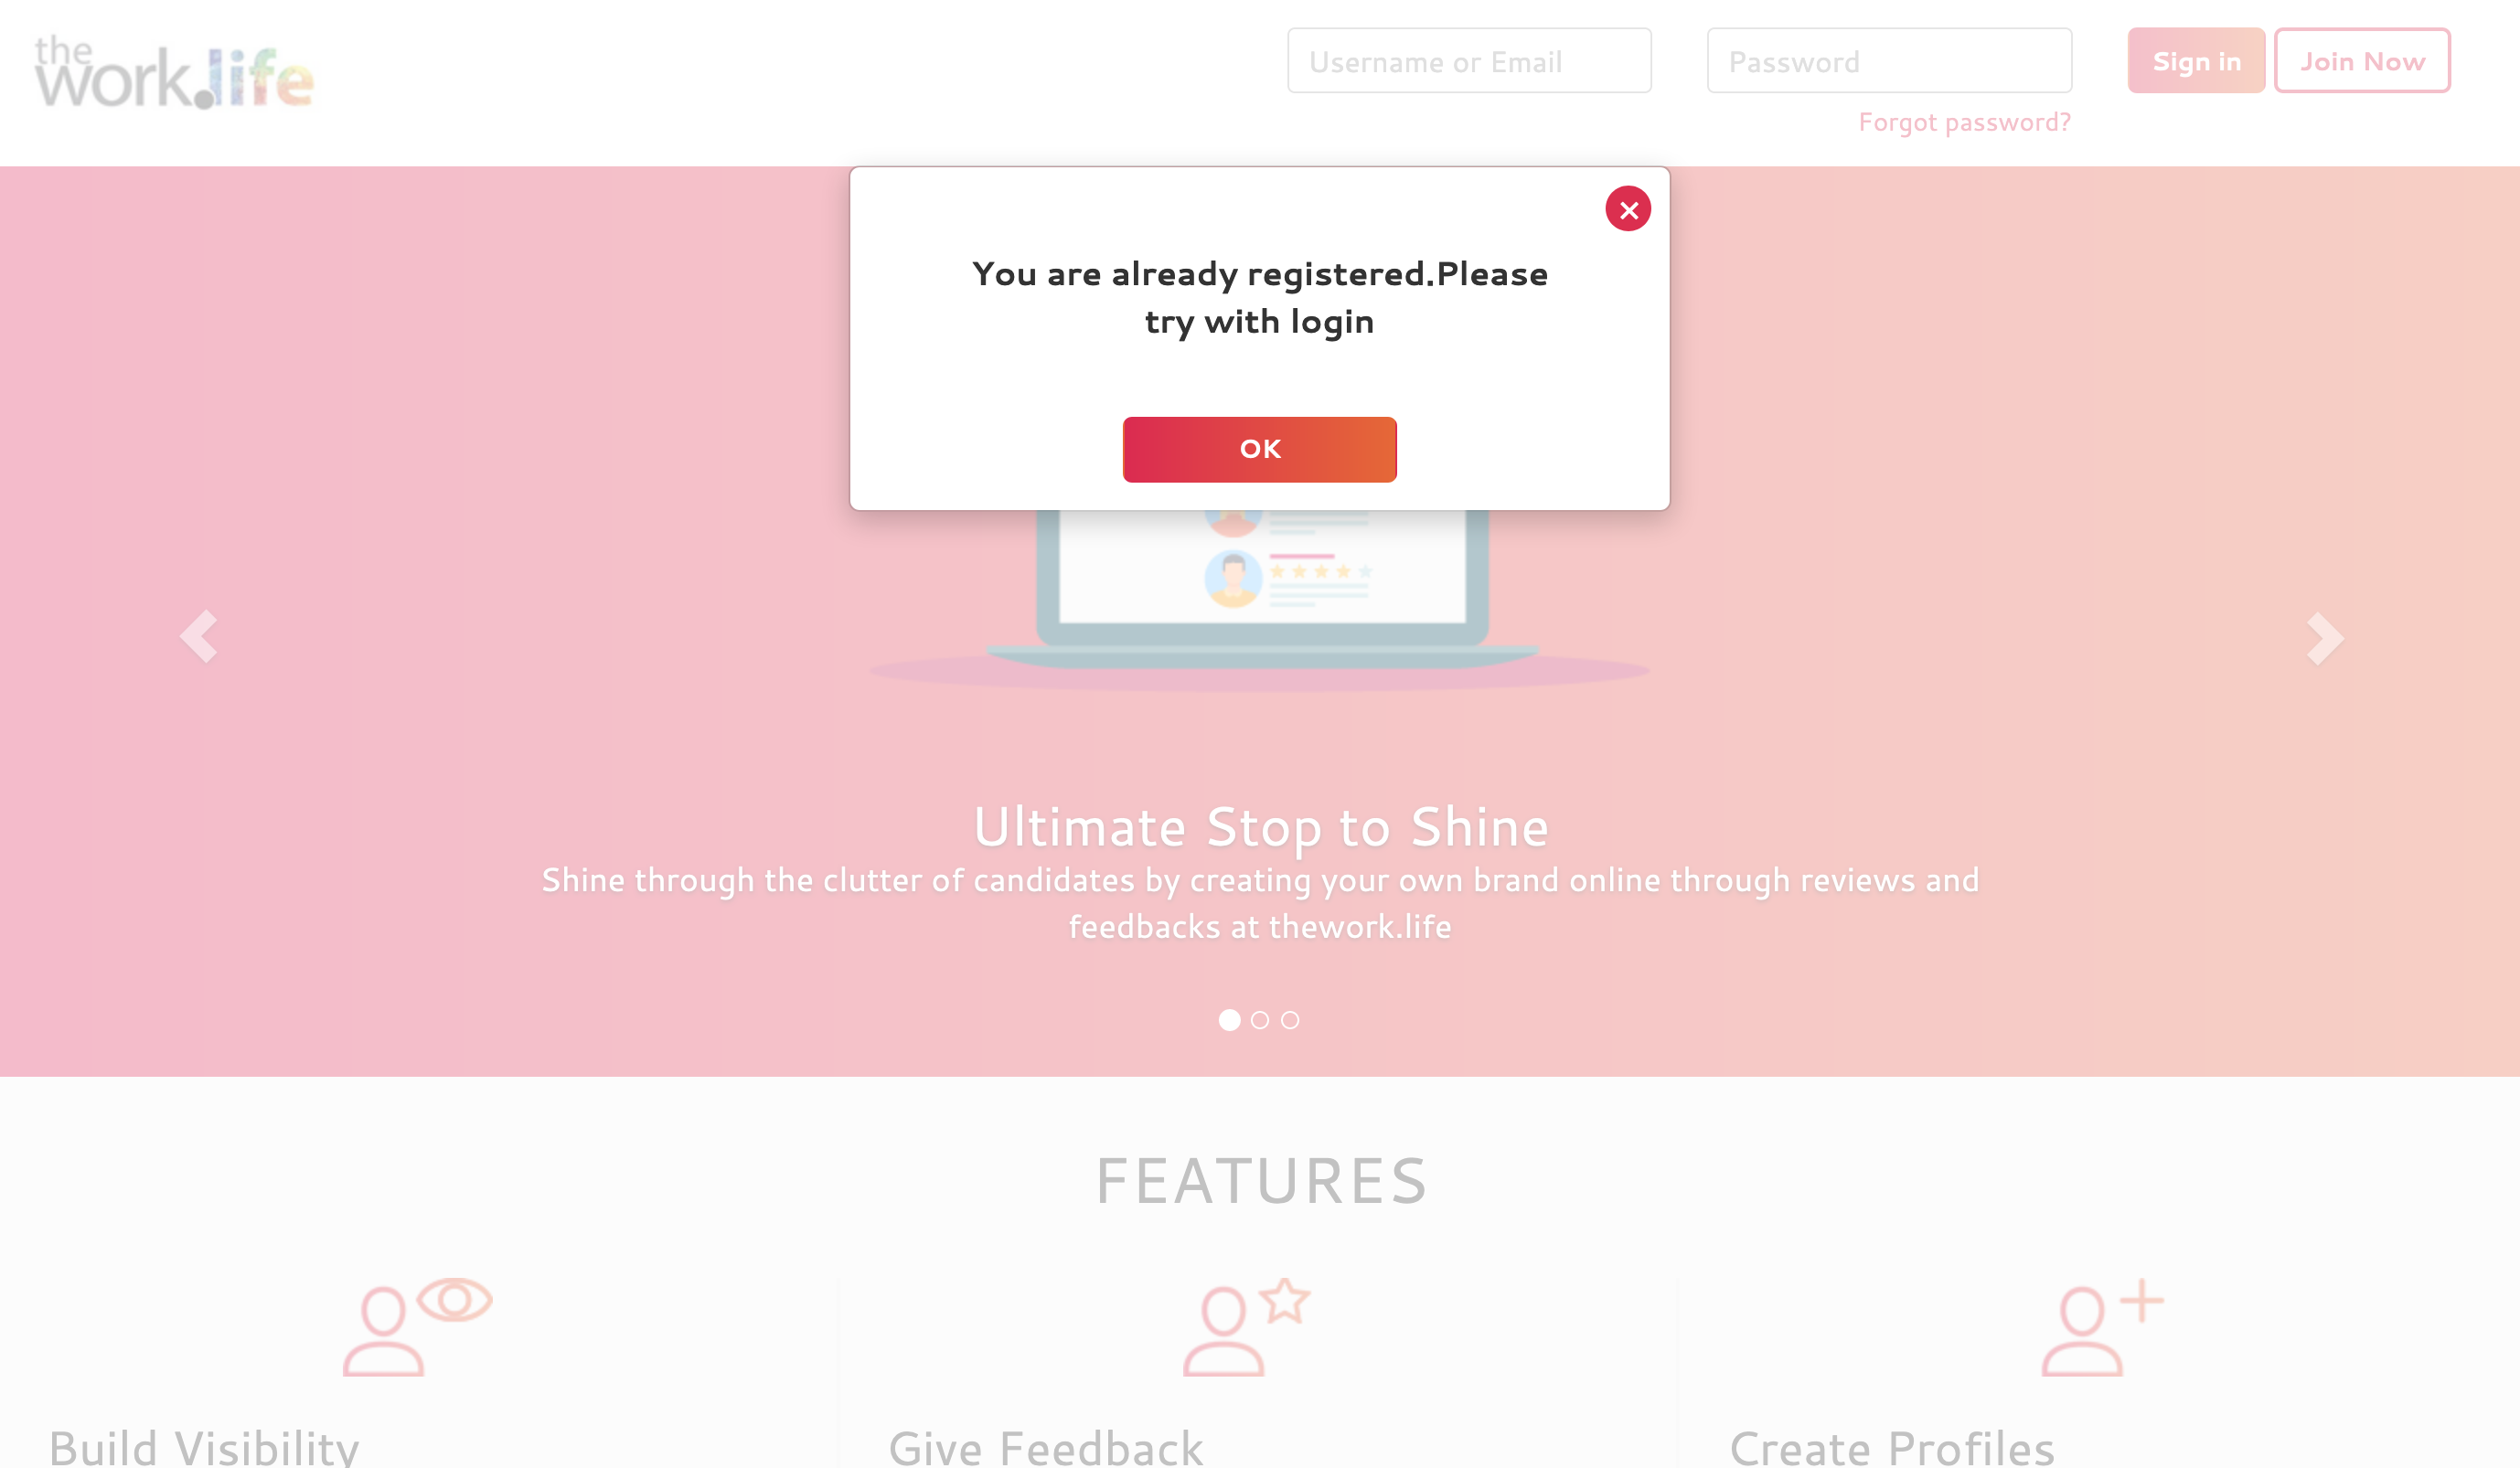 the
work.life
Username or Email
Password
Sign in
Join Now
Forgot password?
You are already registered.Please
try with login
OK
Ultimate Stop to Shine
Shine through the clutter of candidates by creating your own brand online through reviews and
feedbacks at thework.life
FEATURES
Build Visibility
Give Feedback
Create Profiles